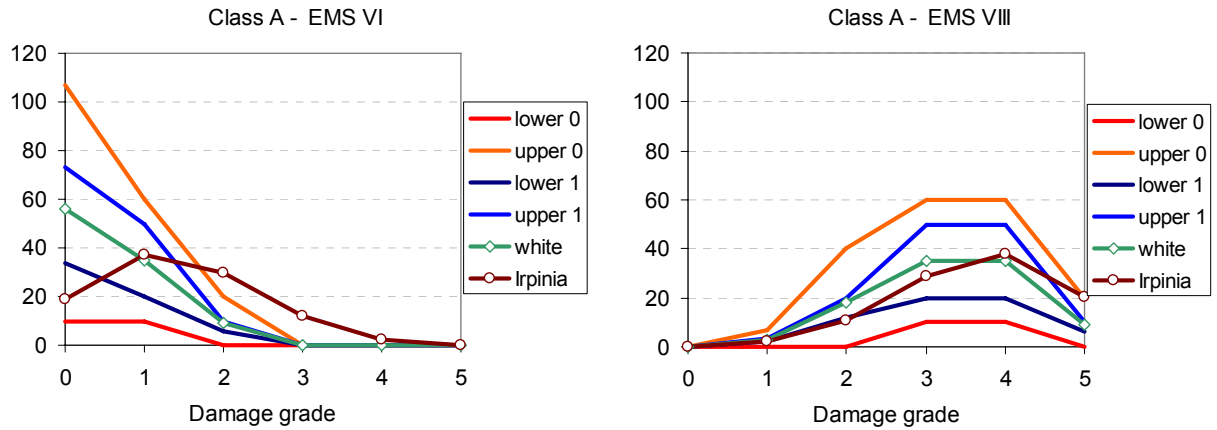 Class A - EMS VI
120
100
80
60
40
20
0
0 1 2 3 4 5
Damage grade
lower 0
upper 0
lower 1
upper 1
white
Irpinia
Class A - EMS VIII
120
100
80
60
40
20
0
0 1 2 3 4 5
Damage grade
lower 0
upper 0
lower 1
upper 1
white
Irpinia